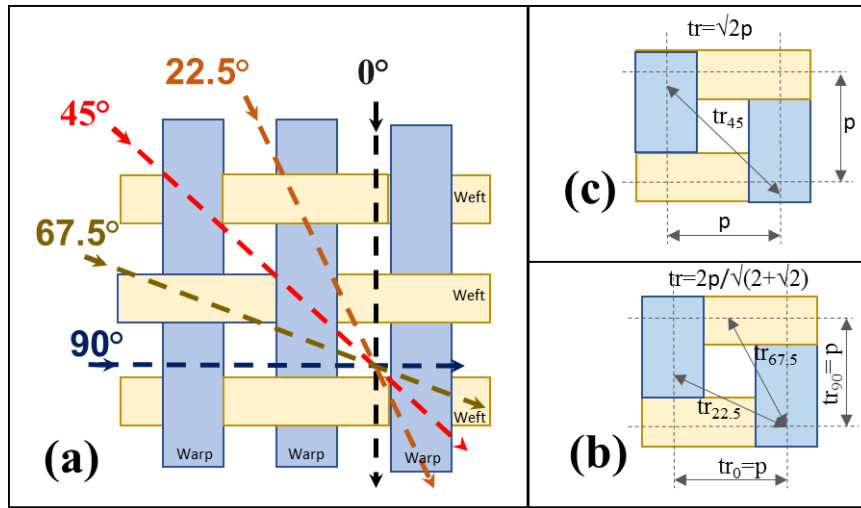 22.5°
0°
45°
67.5°
90°
Weft
Weft
Weft
Warp
Warp
Warp
(a)
tr=√2p
tr45
p
p
(c)
tr=2p/√(2+√2)
tr67.5
tr22.5
tr90=p
tr0=p
(b)